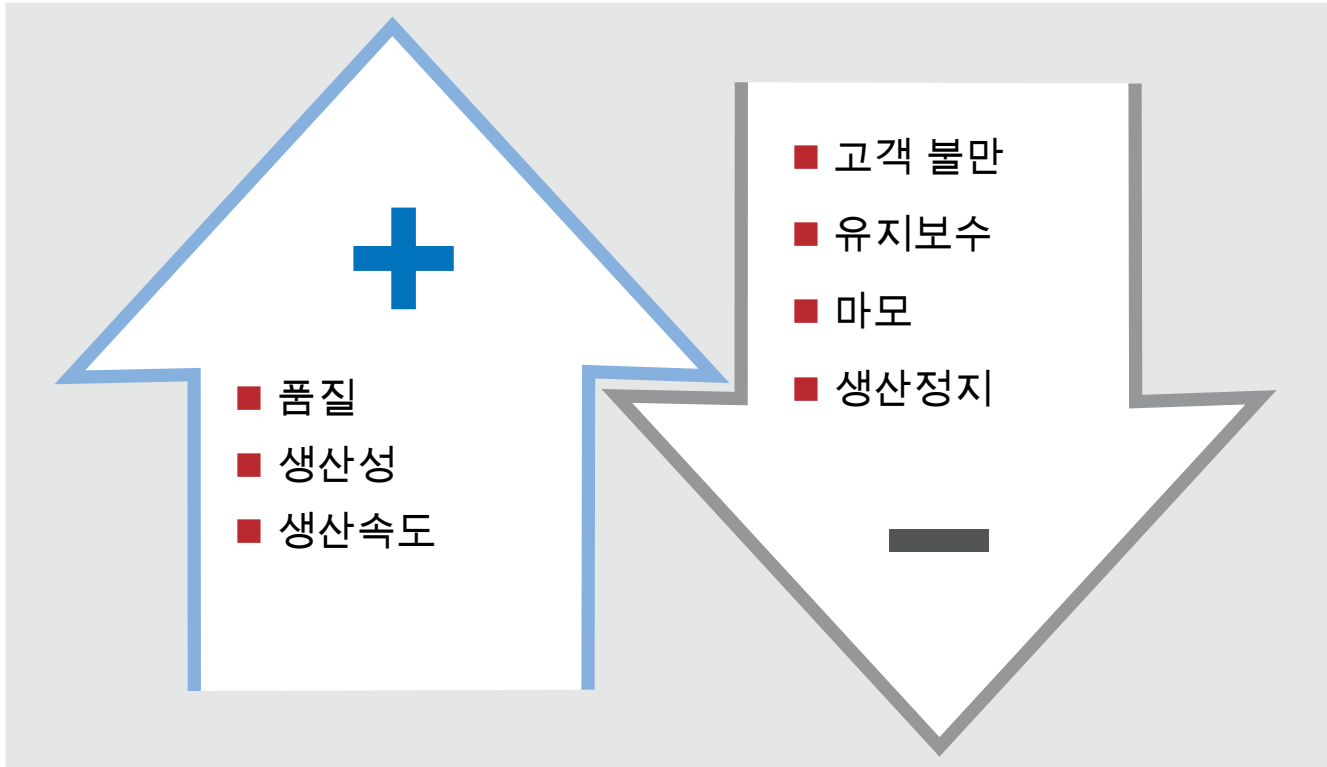 +
■ 품질
■ 생산성
■ 생산속도
■ 고객 불만
■ 유지보수
■ 마모
■ 생산정지
−